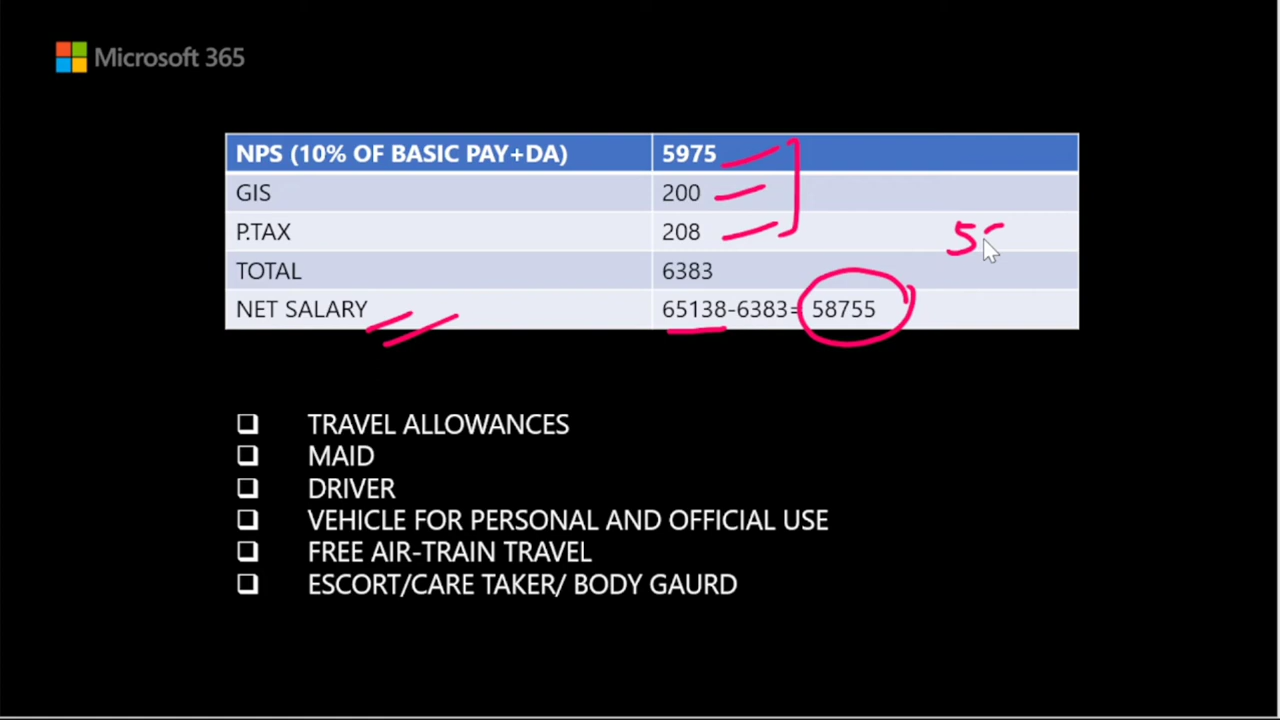 Microsoft 365
NPS (10% OF BASIC PAY+DA) 5975
GIS 200
P.TAX 208
TOTAL 6383
NET SALARY 65138-6383= 58755
❑ TRAVEL ALLOWANCES
❑ MAID
❑ DRIVER
❑ VEHICLE FOR PERSONAL AND OFFICIAL USE
❑ FREE AIR-TRAIN TRAVEL
❑ ESCORT/CARE TAKER/ BODY GAURD